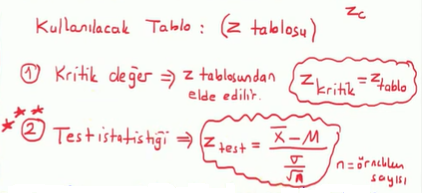 Kullanılacak Tablo : (Z tablosu) Zc
① Kritik değer ⇒ Z tablosundan elde edilir. Zkritik = Ztablo
*** ② Test istatistiği ⇒ Ztest = (X̄ - M) / (σ / √n)
n = örneklem sayısı